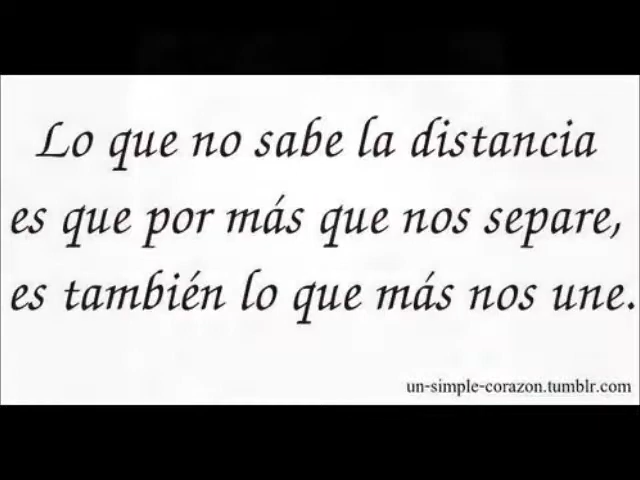 Lo que no sabe la distancia
es que por más que nos separe,
es también lo que más nos une.
un-simple-corazon.tumblr.com